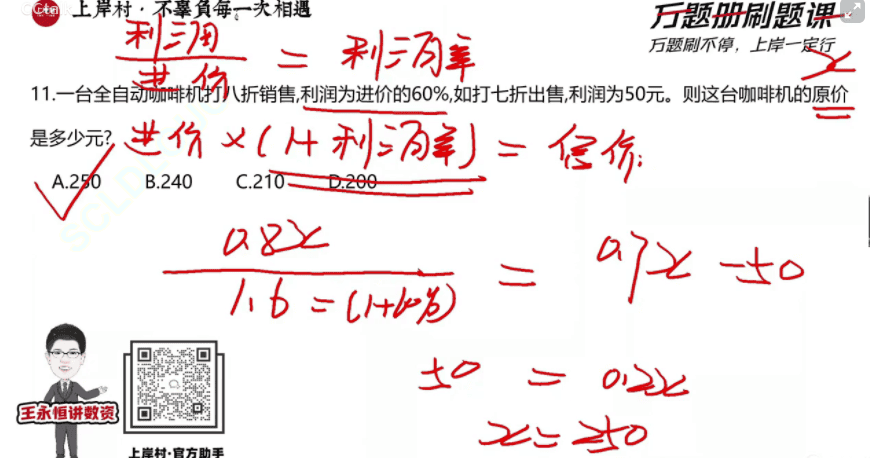 上岸村·不辜負每一次相遇
万题册刷题课
万题刷不停，上岸一定行
利润/进价 = 利润率
x
11.一台全自动咖啡机打八折销售,利润为进价的60%,如打七折出售,利润为50元。则这台咖啡机的原价
是多少元?
进价×(1+利润率) = 售价
A.250 B.240 C.210 D.200
0.8x/1.6=(1+60%) = 0.7x-50
50 = 0.2x
x=250
王永恒讲数资
上岸村·官方助手